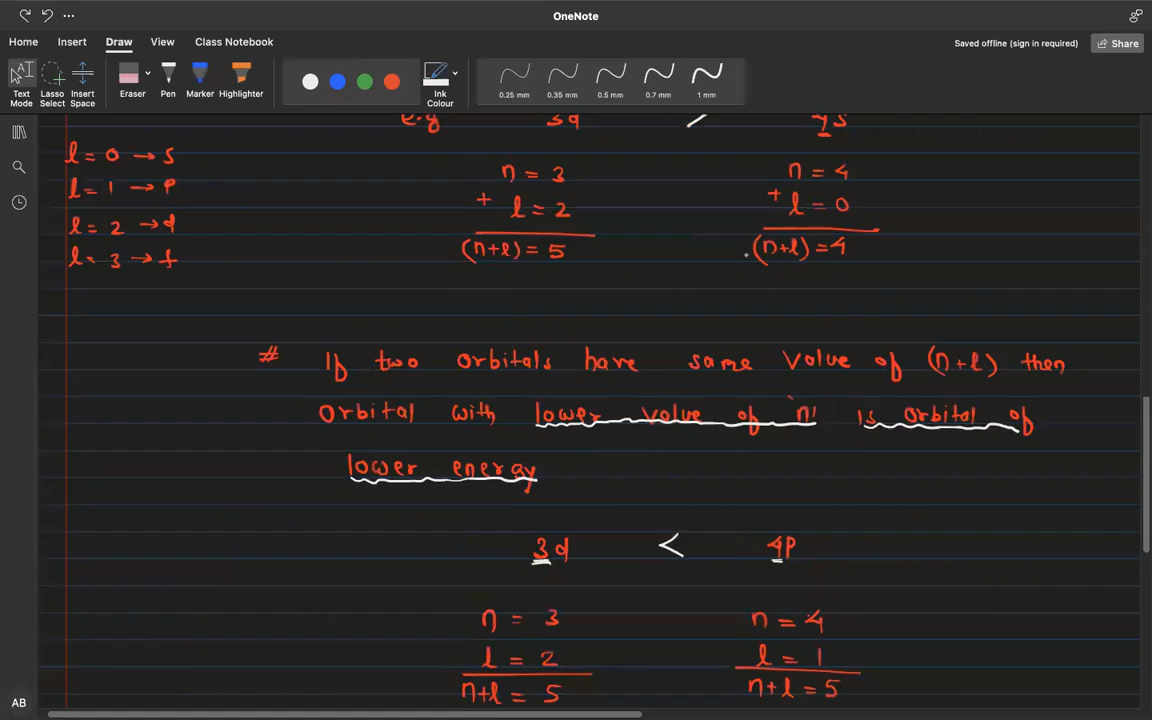 OneNote
Home Insert Draw View Class Notebook
Saved offline (sign in required) Share
Text Mode Lasso Select Insert Space Eraser Pen Marker Highlighter Ink Colour 0.25 mm 0.35 mm 0.5 mm 0.7 mm 1 mm
e.g 3d > 4s
l = 0 → s
l = 1 → p
l = 2 → d
l = 3 → f
n = 3
+ l = 2
(n+l) = 5
n = 4
+ l = 0
(n+l) = 4
# If two orbitals have same value of (n+l) then
orbital with lower value of 'n' is orbital of
lower energy
3d < 4p
n = 3
l = 2
n+l = 5
n = 4
l = 1
n+l = 5
AB